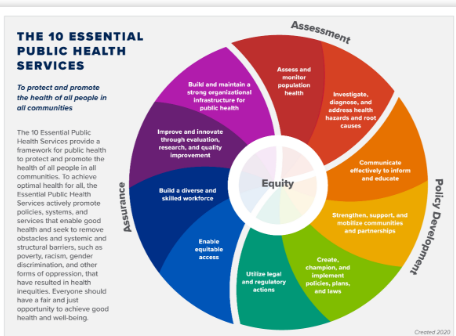 THE 10 ESSENTIAL
PUBLIC HEALTH
SERVICES
To protect and promote
the health of all people in
all communities
The 10 Essential Public
Health Services provide a
framework for public health
to protect and promote the
health of all people in all
communities. To achieve
optimal health for all, the
Essential Public Health
Services actively promote
policies, systems, and
services that enable good
health and seek to remove
obstacles and systemic and
structural barriers, such as
poverty, racism, gender
discrimination, and other
forms of oppression, that
have resulted in health
inequities. Everyone should
have a fair and just
opportunity to achieve good
health and well-being.
Assessment
Assess and
monitor
population
health
Investigate,
diagnose, and
address health
hazards and root
causes
Policy Development
Communicate
effectively to inform
and educate
Strengthen, support, and
mobilize communities
and partnerships
Create,
champion, and
implement
policies, plans,
and laws
Utilize legal
and regulatory
actions
Assurance
Enable
equitable
access
Build a diverse and
skilled workforce
Improve and innovate
through evaluation,
research, and quality
improvement
Build and maintain a
strong organizational
infrastructure for
public health
Equity
Created 2020